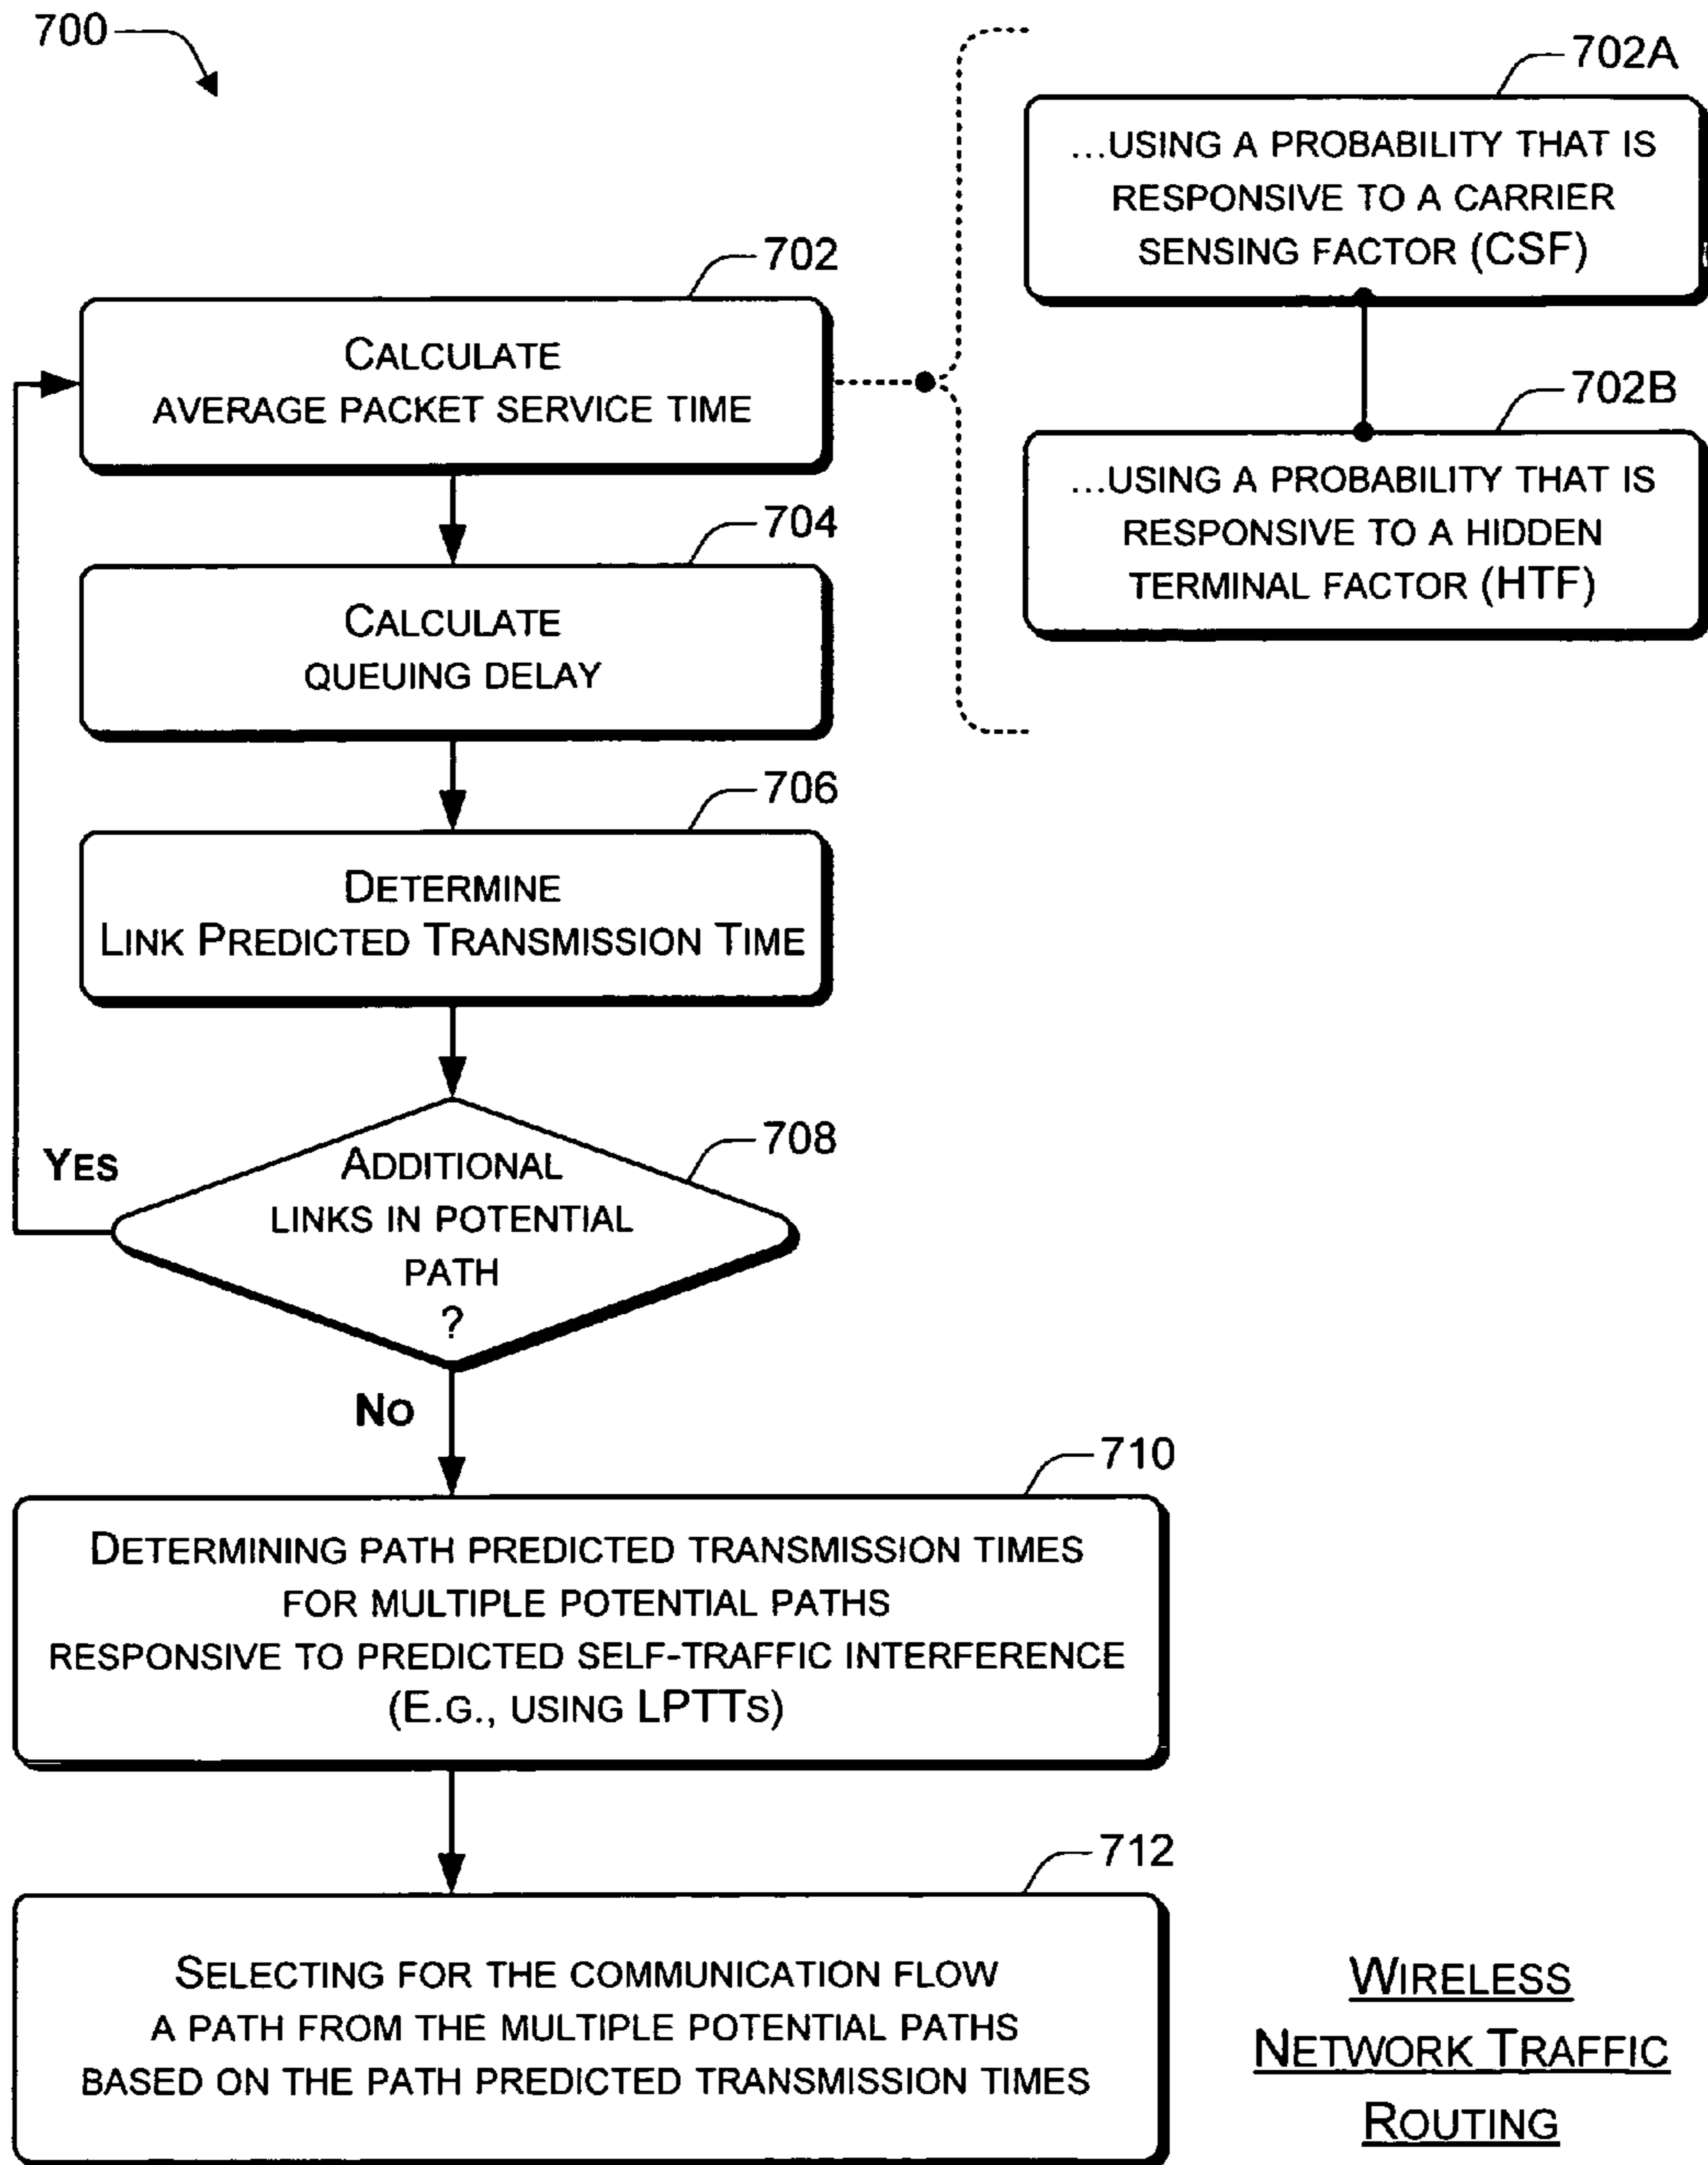 700
702A
...USING A PROBABILITY THAT IS
RESPONSIVE TO A CARRIER
SENSING FACTOR (CSF)
702B
...USING A PROBABILITY THAT IS
RESPONSIVE TO A HIDDEN
TERMINAL FACTOR (HTF)
702
CALCULATE
AVERAGE PACKET SERVICE TIME
704
CALCULATE
QUEUING DELAY
706
DETERMINE
LINK PREDICTED TRANSMISSION TIME
708
ADDITIONAL
LINKS IN POTENTIAL
PATH
?
YES
NO
710
DETERMINING PATH PREDICTED TRANSMISSION TIMES
FOR MULTIPLE POTENTIAL PATHS
RESPONSIVE TO PREDICTED SELF-TRAFFIC INTERFERENCE
(E.G., USING LPTTS)
712
SELECTING FOR THE COMMUNICATION FLOW
A PATH FROM THE MULTIPLE POTENTIAL PATHS
BASED ON THE PATH PREDICTED TRANSMISSION TIMES
WIRELESS
NETWORK TRAFFIC
ROUTING